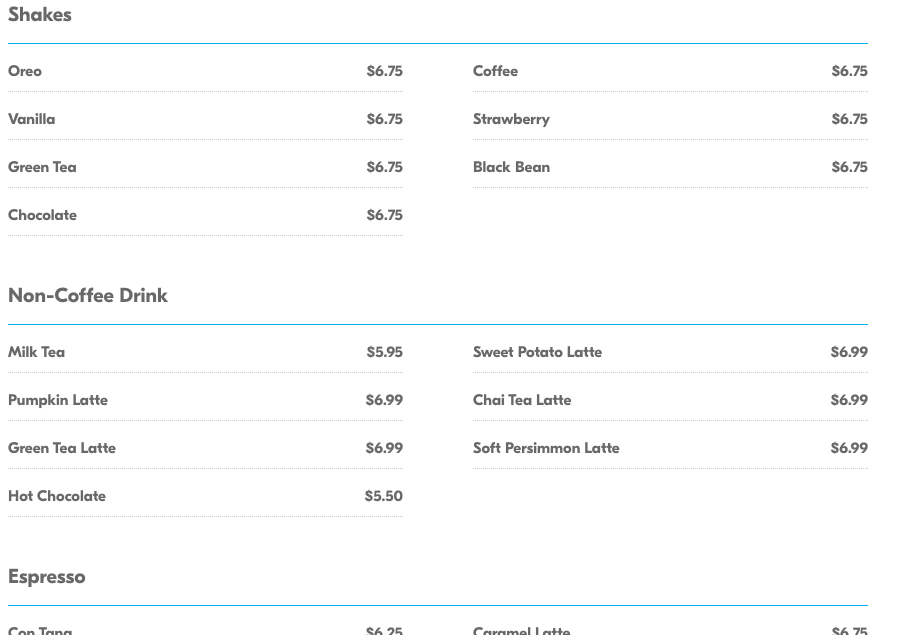 Shakes
Oreo $6.75
Coffee $6.75
Vanilla $6.75
Strawberry $6.75
Green Tea $6.75
Black Bean $6.75
Chocolate $6.75
Non-Coffee Drink
Milk Tea $5.95
Sweet Potato Latte $6.99
Pumpkin Latte $6.99
Chai Tea Latte $6.99
Green Tea Latte $6.99
Soft Persimmon Latte $6.99
Hot Chocolate $5.50
Espresso
Con Tang $6.25
Caramel Latte $6.75